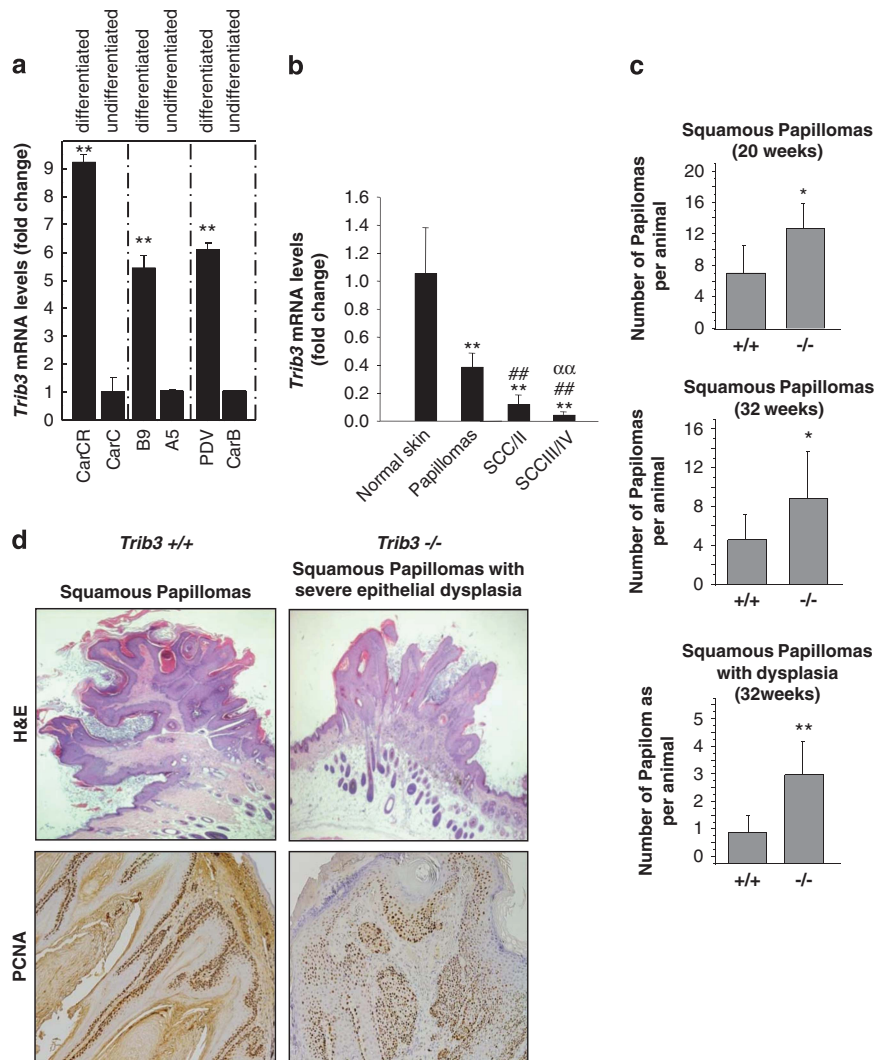 a
differentiated
undifferentiated
differentiated
undifferentiated
differentiated
undifferentiated
Trib3 mRNA levels (fold change)
9
8
7
6
5
4
3
2
1
0
**
**
**
CarCR
CarC
B9
A5
PDV
CarB
b
Trib3 mRNA levels
(fold change)
1.6
1.4
1.2
1.0
0.8
0.6
0.4
0.2
0.0
**
##
**
αα
##
**
Normal skin
Papillomas
SCC/II
SCCIII/IV
c
Squamous Papillomas
(20 weeks)
Number of Papillomas
per animal
20
16
12
8
4
0
*
+/+
-/-
Squamous Papillomas
(32 weeks)
Number of Papillomas
per animal
16
12
8
4
0
*
+/+
-/-
Squamous Papillomas
with dysplasia
(32weeks)
Number of Papilom as
per animal
5
4
3
2
1
0
**
+/+
-/-
d
Trib3 +/+
Trib3 -/-
Squamous Papillomas
Squamous Papillomas with
severe epithelial dysplasia
H&E
PCNA